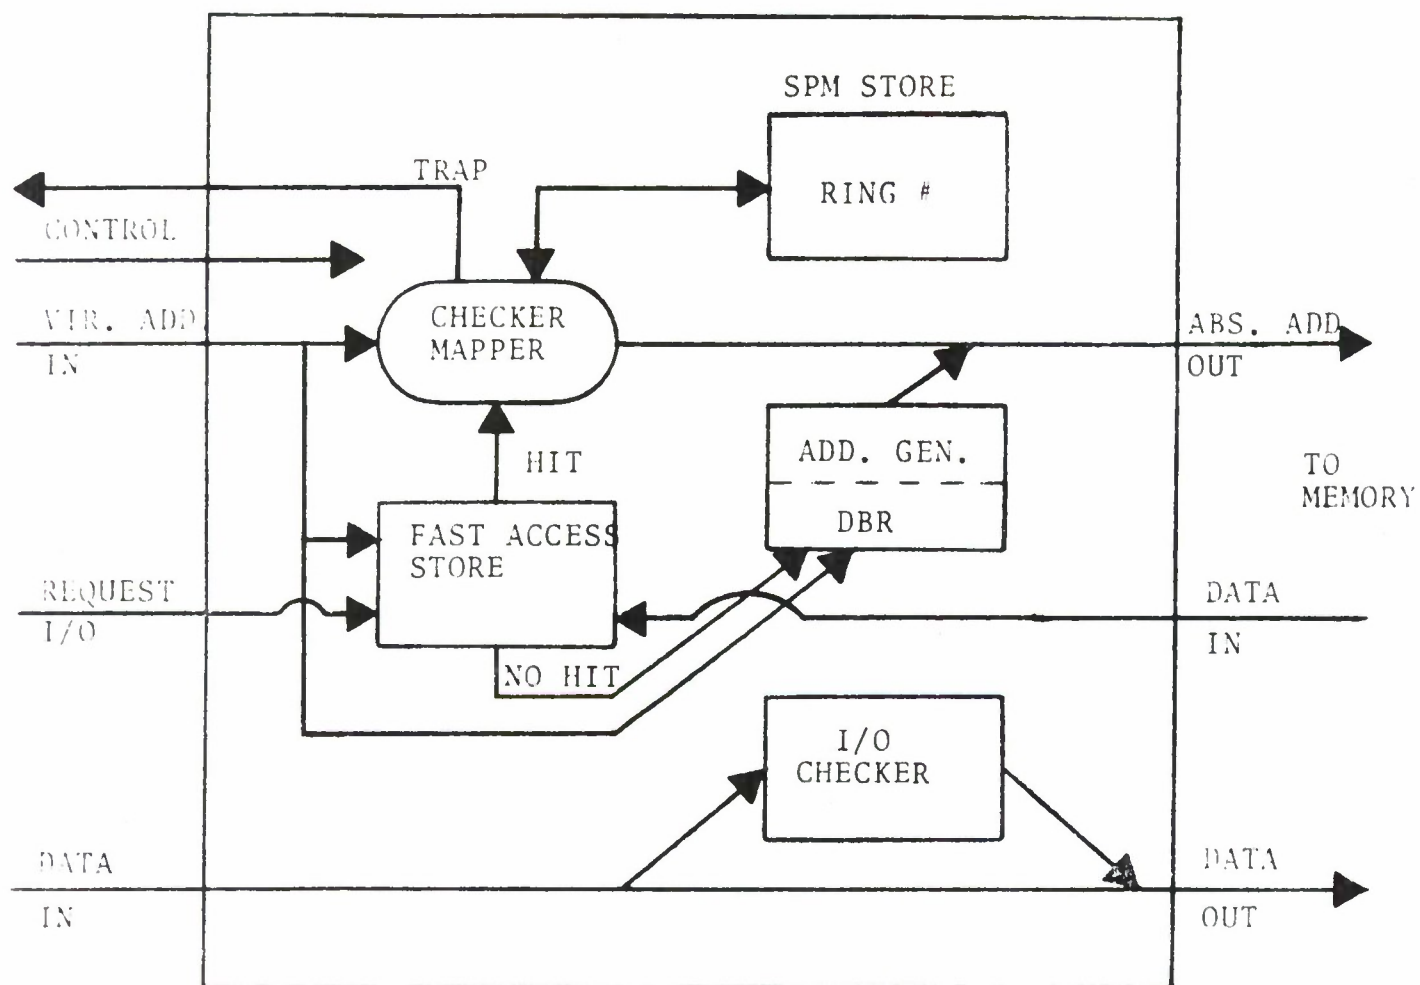 SPM STORE
TRAP
RING #
CONTROL
VIR. ADD
IN
CHECKER
MAPPER
ABS. ADD
OUT
HIT
ADD. GEN.
DBR
TO
MEMORY
FAST ACCESS
STORE
REQUEST
I/O
DATA
IN
NO HIT
I/O
CHECKER
DATA
IN
DATA
OUT